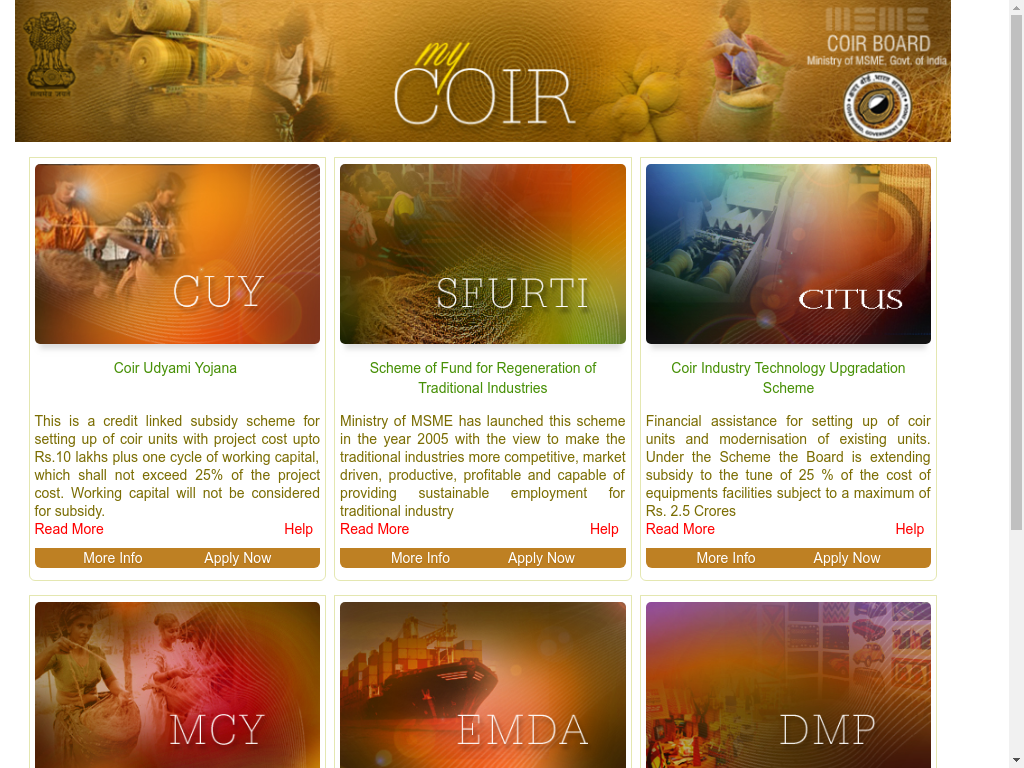 my
COIR
COIR BOARD
Ministry of MSME, Govt. of India
CUY
SFURTI
CITUS
Coir Udyami Yojana
Scheme of Fund for Regeneration of
Traditional Industries
Coir Industry Technology Upgradation
Scheme
This is a credit linked subsidy scheme for
setting up of coir units with project cost upto
Rs.10 lakhs plus one cycle of working capital,
which shall not exceed 25% of the project
cost. Working capital will not be considered
for subsidy.
Read More Help
More Info Apply Now
Ministry of MSME has launched this scheme
in the year 2005 with the view to make the
traditional industries more competitive, market
driven, productive, profitable and capable of
providing sustainable employment for
traditional industry
Read More Help
More Info Apply Now
Financial assistance for setting up of coir
units and modernisation of existing units.
Under the Scheme the Board is extending
subsidy to the tune of 25 % of the cost of
equipments facilities subject to a maximum of
Rs. 2.5 Crores
Read More Help
More Info Apply Now
MCY
EMDA
DMP